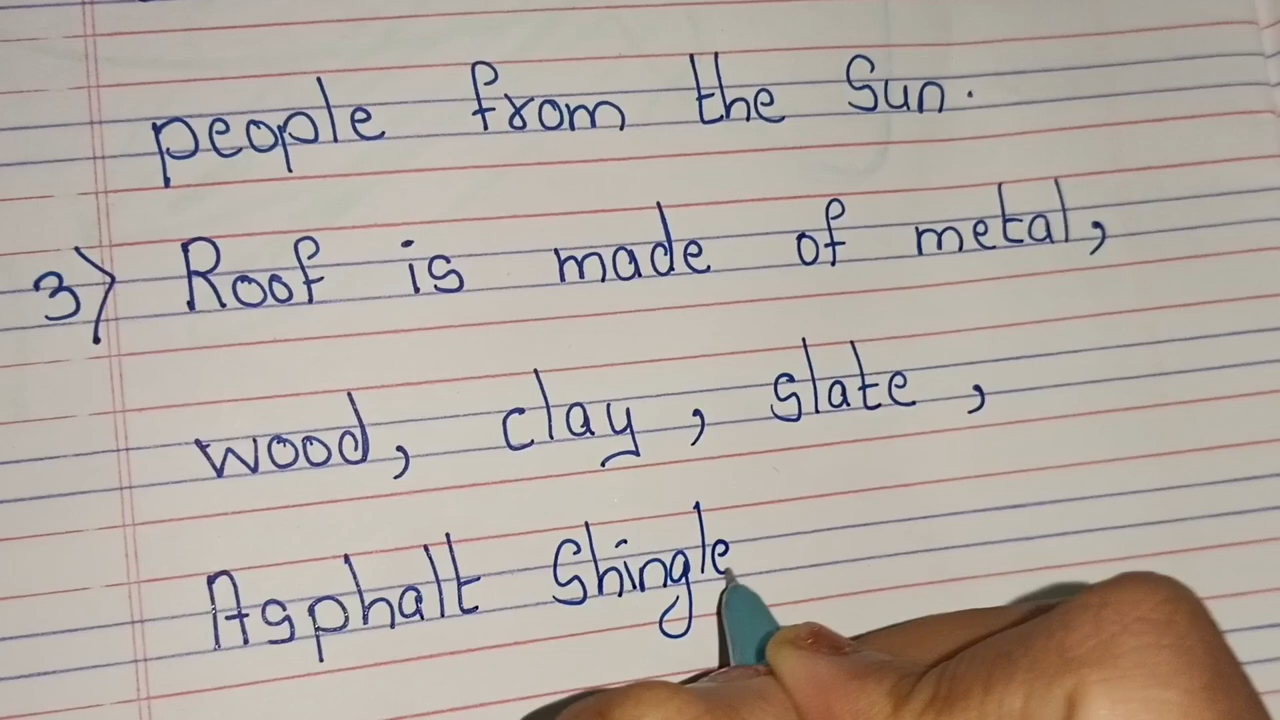 people from the Sun.
3) Roof is made of metal,
wood, clay, slate,
Asphalt Shingle